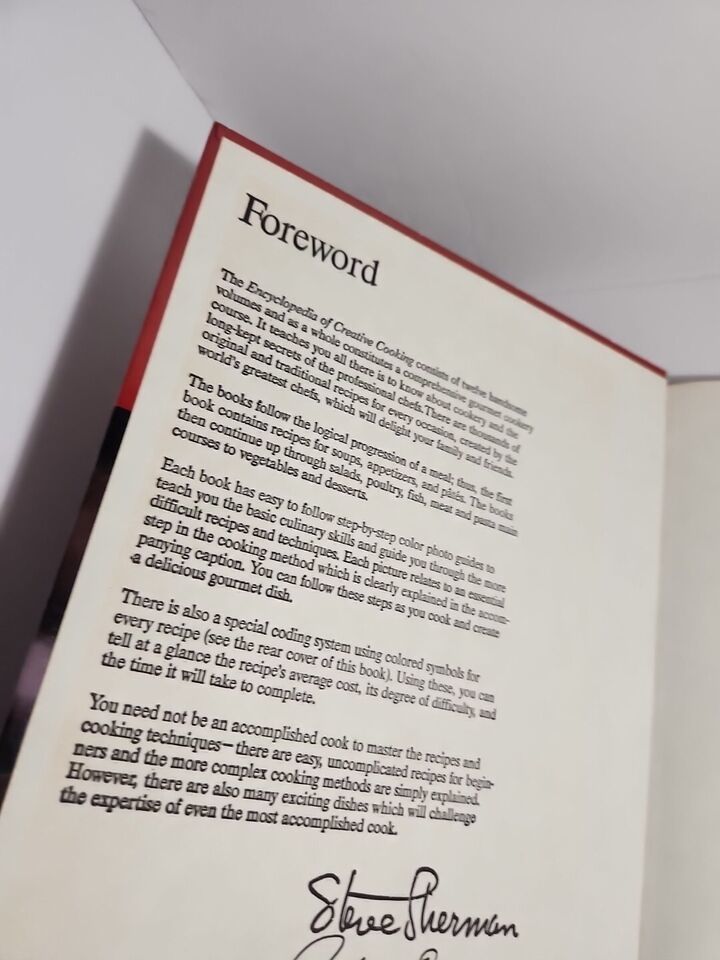 Foreword
The Encyclopedia of Creative Cooking consists of twelve handsome
volumes and as a whole constitutes a comprehensive gourmet cookery
course. It teaches you all there is to know about cookery and the
long-kept secrets of the professional chefs. There are thousands of
original and traditional recipes for every occasion, created by the
world's greatest chefs, which will delight your family and friends.
The books follow the logical progression of a meal; thus, the first
book contains recipes for soups, appetizers, and pâtés. The books
then continue up through salads, poultry, fish, meat and pasta main
courses to vegetables and desserts.
Each book has easy to follow step-by-step color photo guides to
teach you the basic culinary skills and guide you through the more
difficult recipes and techniques. Each picture relates to an essential
step in the cooking method which is clearly explained in the accom-
panying caption. You can follow these steps as you cook and create
a delicious gourmet dish.
There is also a special coding system using colored symbols for
every recipe (see the rear cover of this book). Using these, you can
tell at a glance the recipe's average cost, its degree of difficulty, and
the time it will take to complete.
You need not be an accomplished cook to master the recipes and
cooking techniques—there are easy, uncomplicated recipes for begin-
ners and the more complex cooking methods are simply explained.
However, there are also many exciting dishes which will challenge
the expertise of even the most accomplished cook.
Steve Sherman